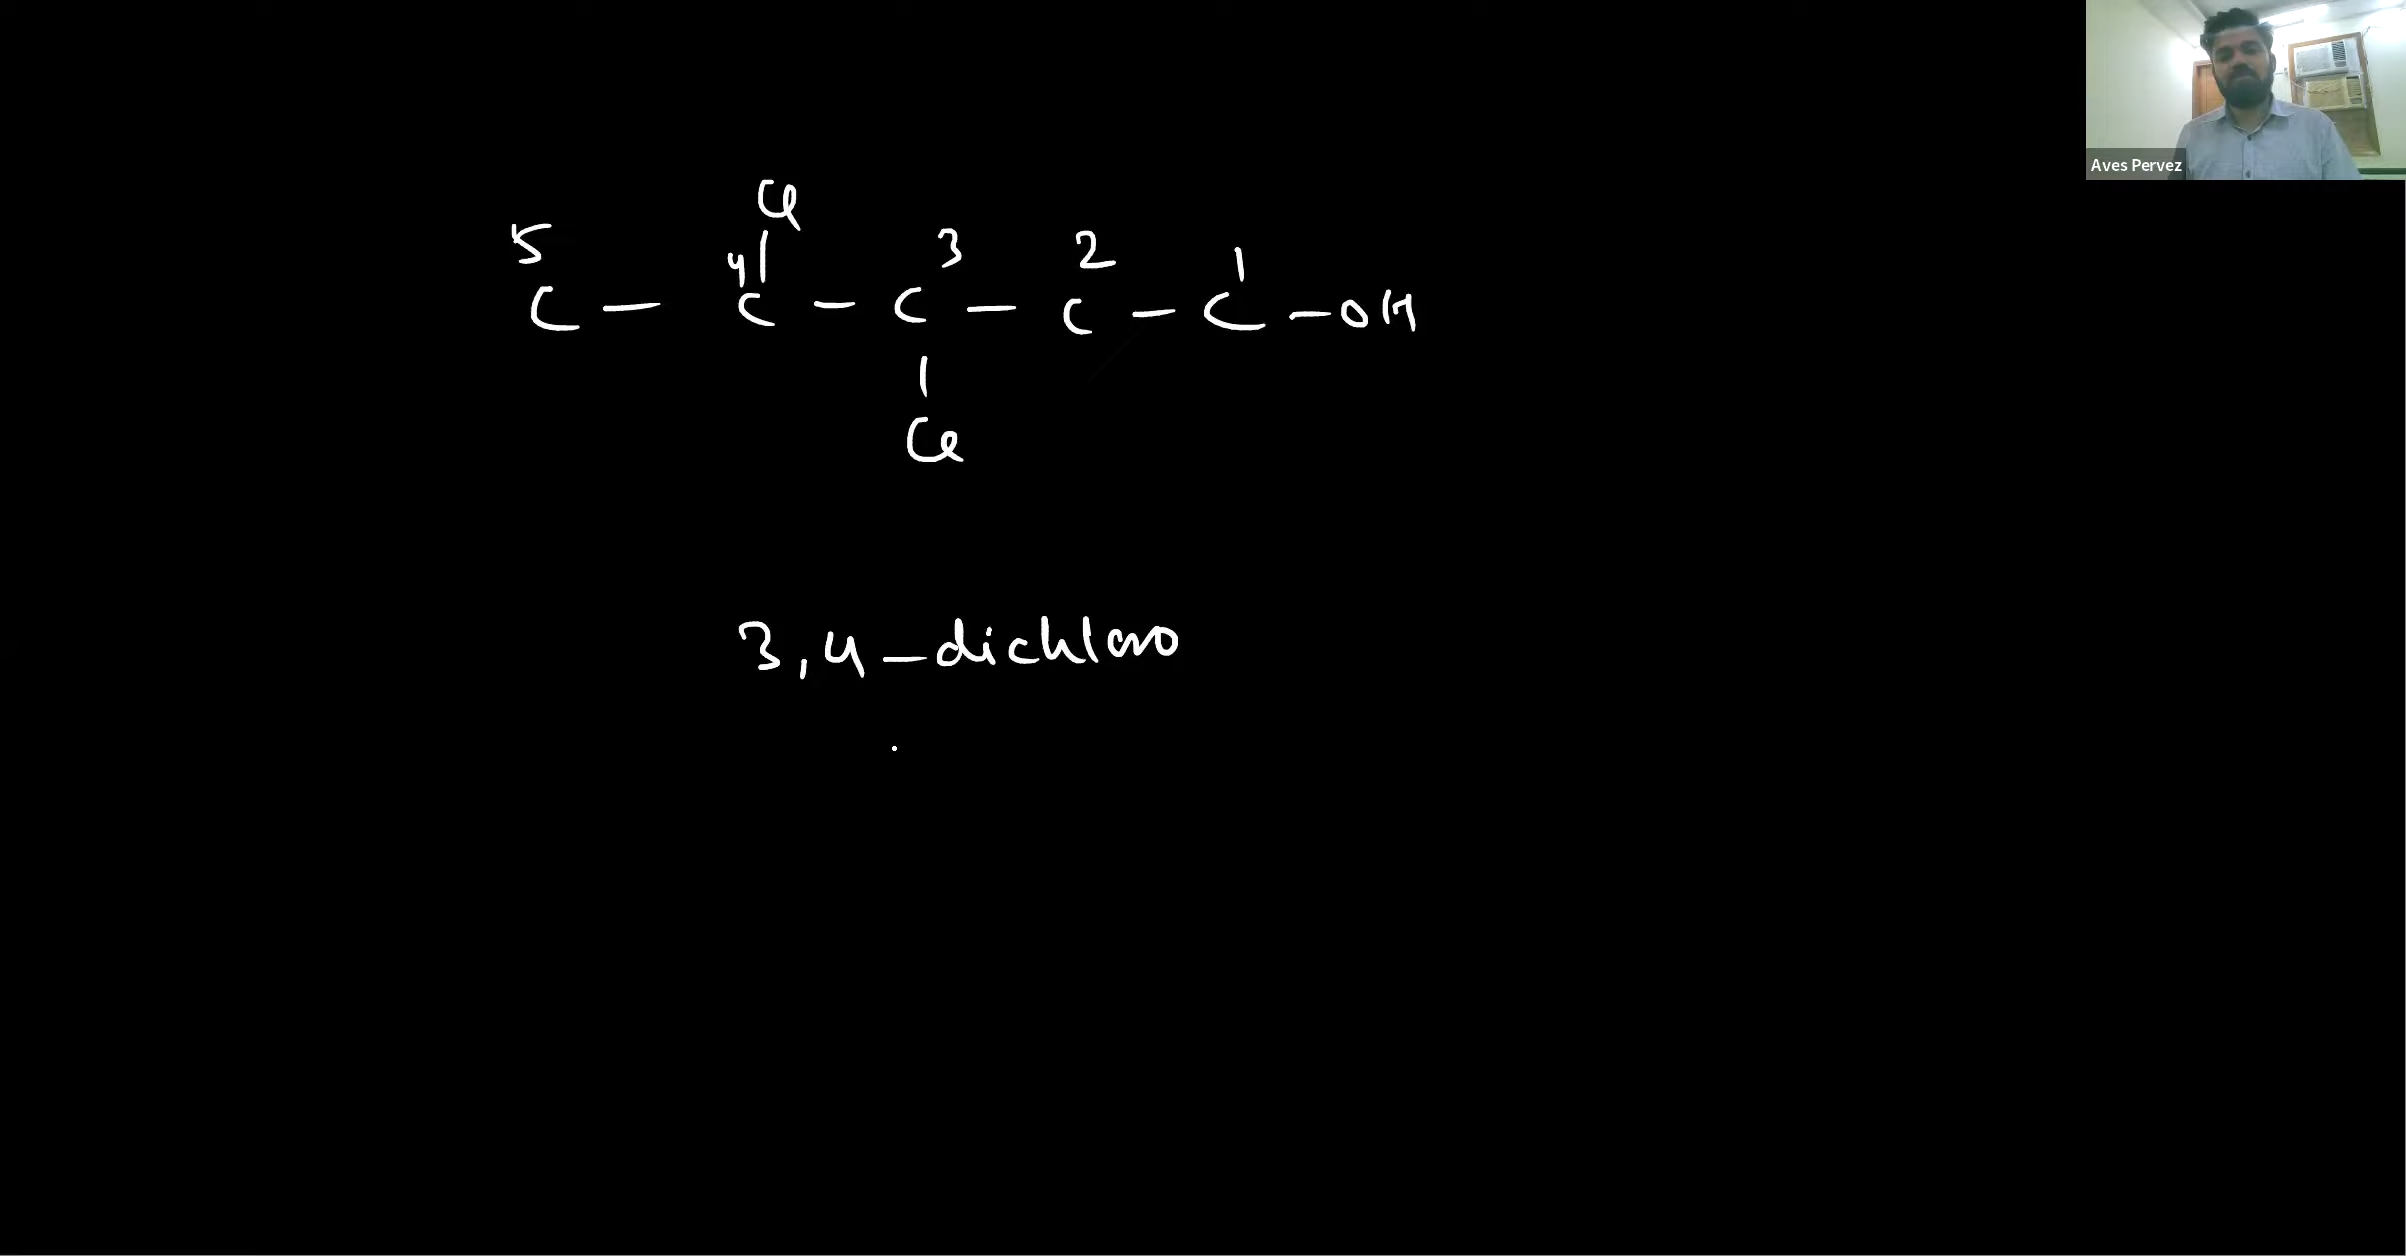 Aves Pervez
Cl
5 4 3 2 1
C - C - C - C - C - OH
Cl
3,4-dichloro